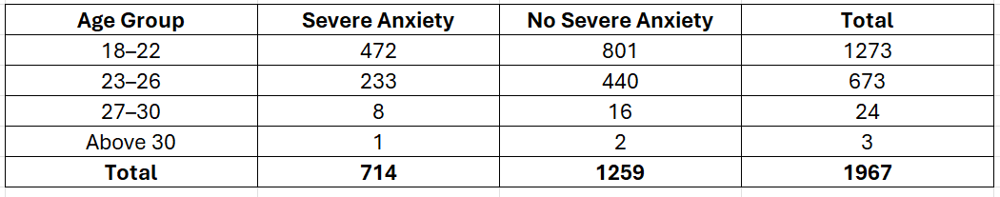 Age Group Severe Anxiety No Severe Anxiety Total
18–22 472 801 1273
23–26 233 440 673
27–30 8 16 24
Above 30 1 2 3
Total 714 1259 1967